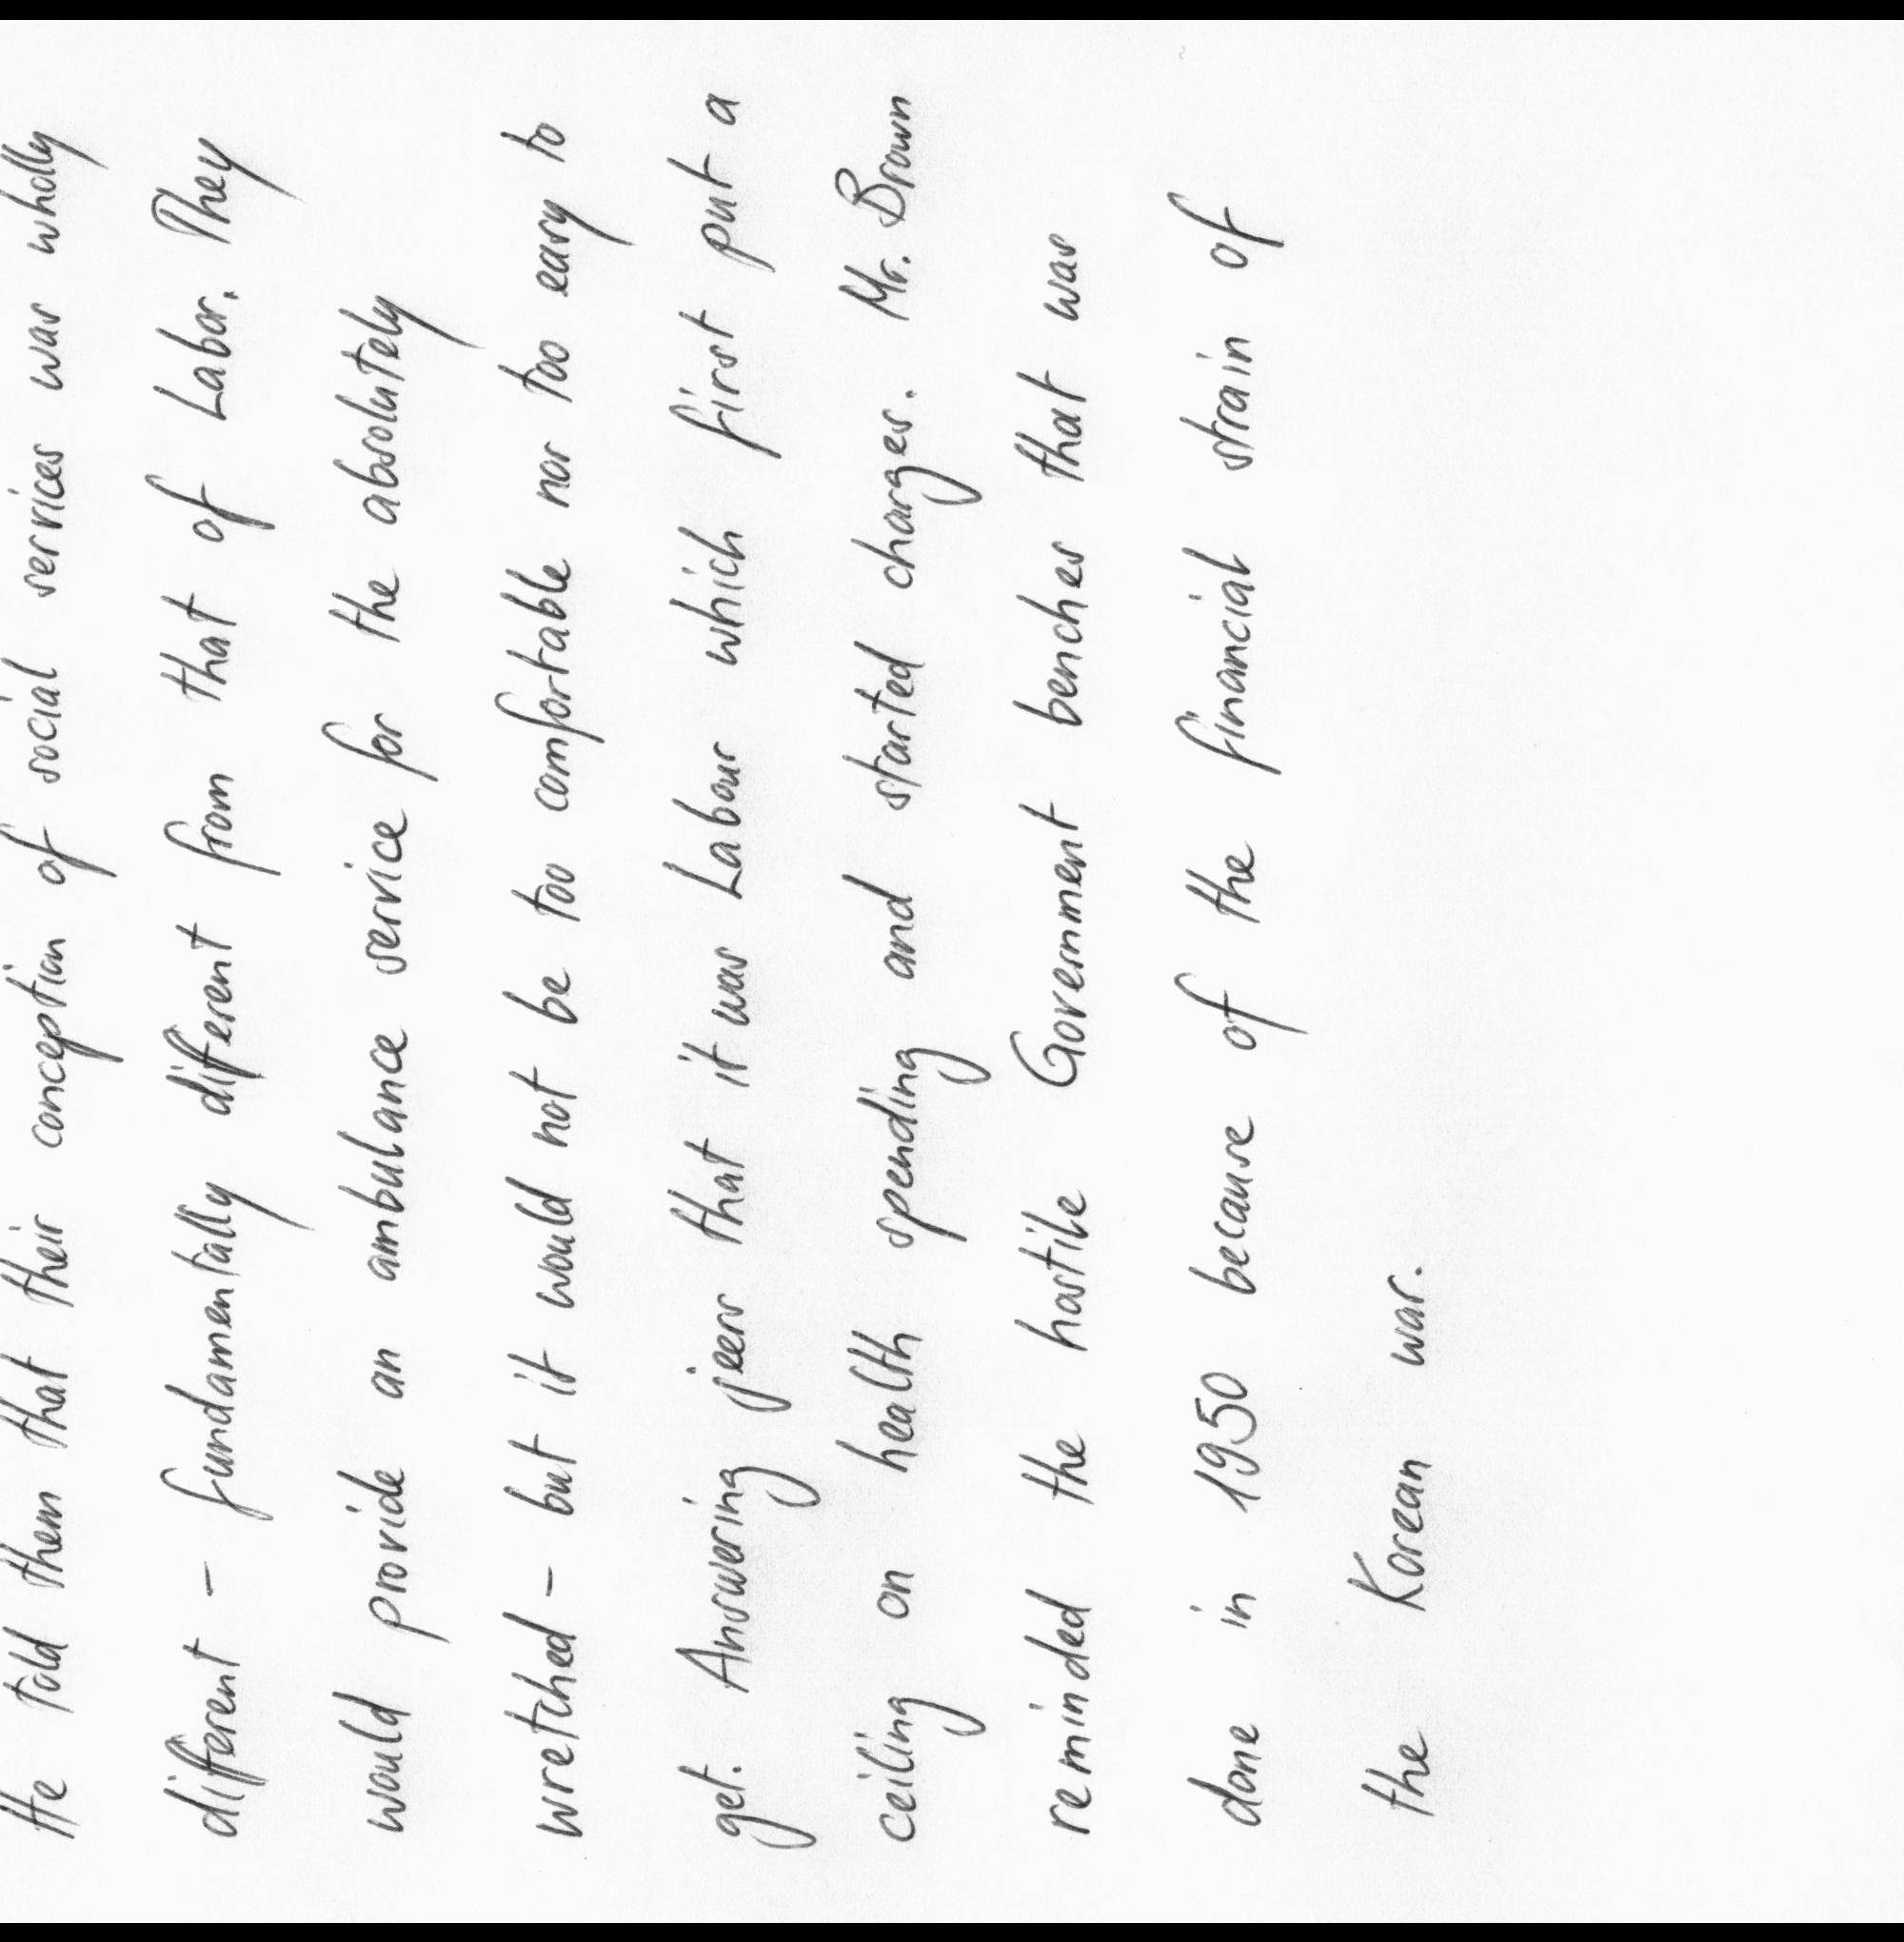 He told them that their conception of social services was wholly
different - fundamentally different from that of Labor. They
would provide an ambulance service for the absolutely
wretched - but it would not be too comfortable nor too easy to
get. Answering jeers that it was Labour which first put a
ceiling on health spending and started charges. Mr. Brown
reminded the hostile Government benches that was
done in 1950 because of the financial strain of
the Korean war.